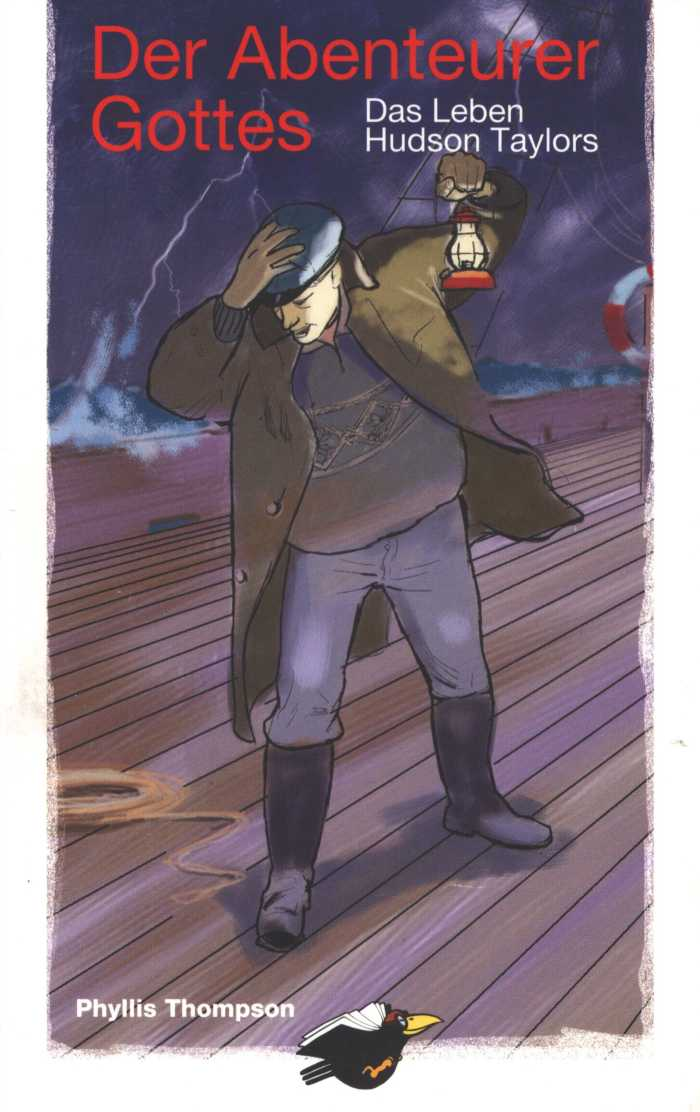 Der Abenteurer
Gottes
Das Leben
Hudson Taylors
Phyllis Thompson